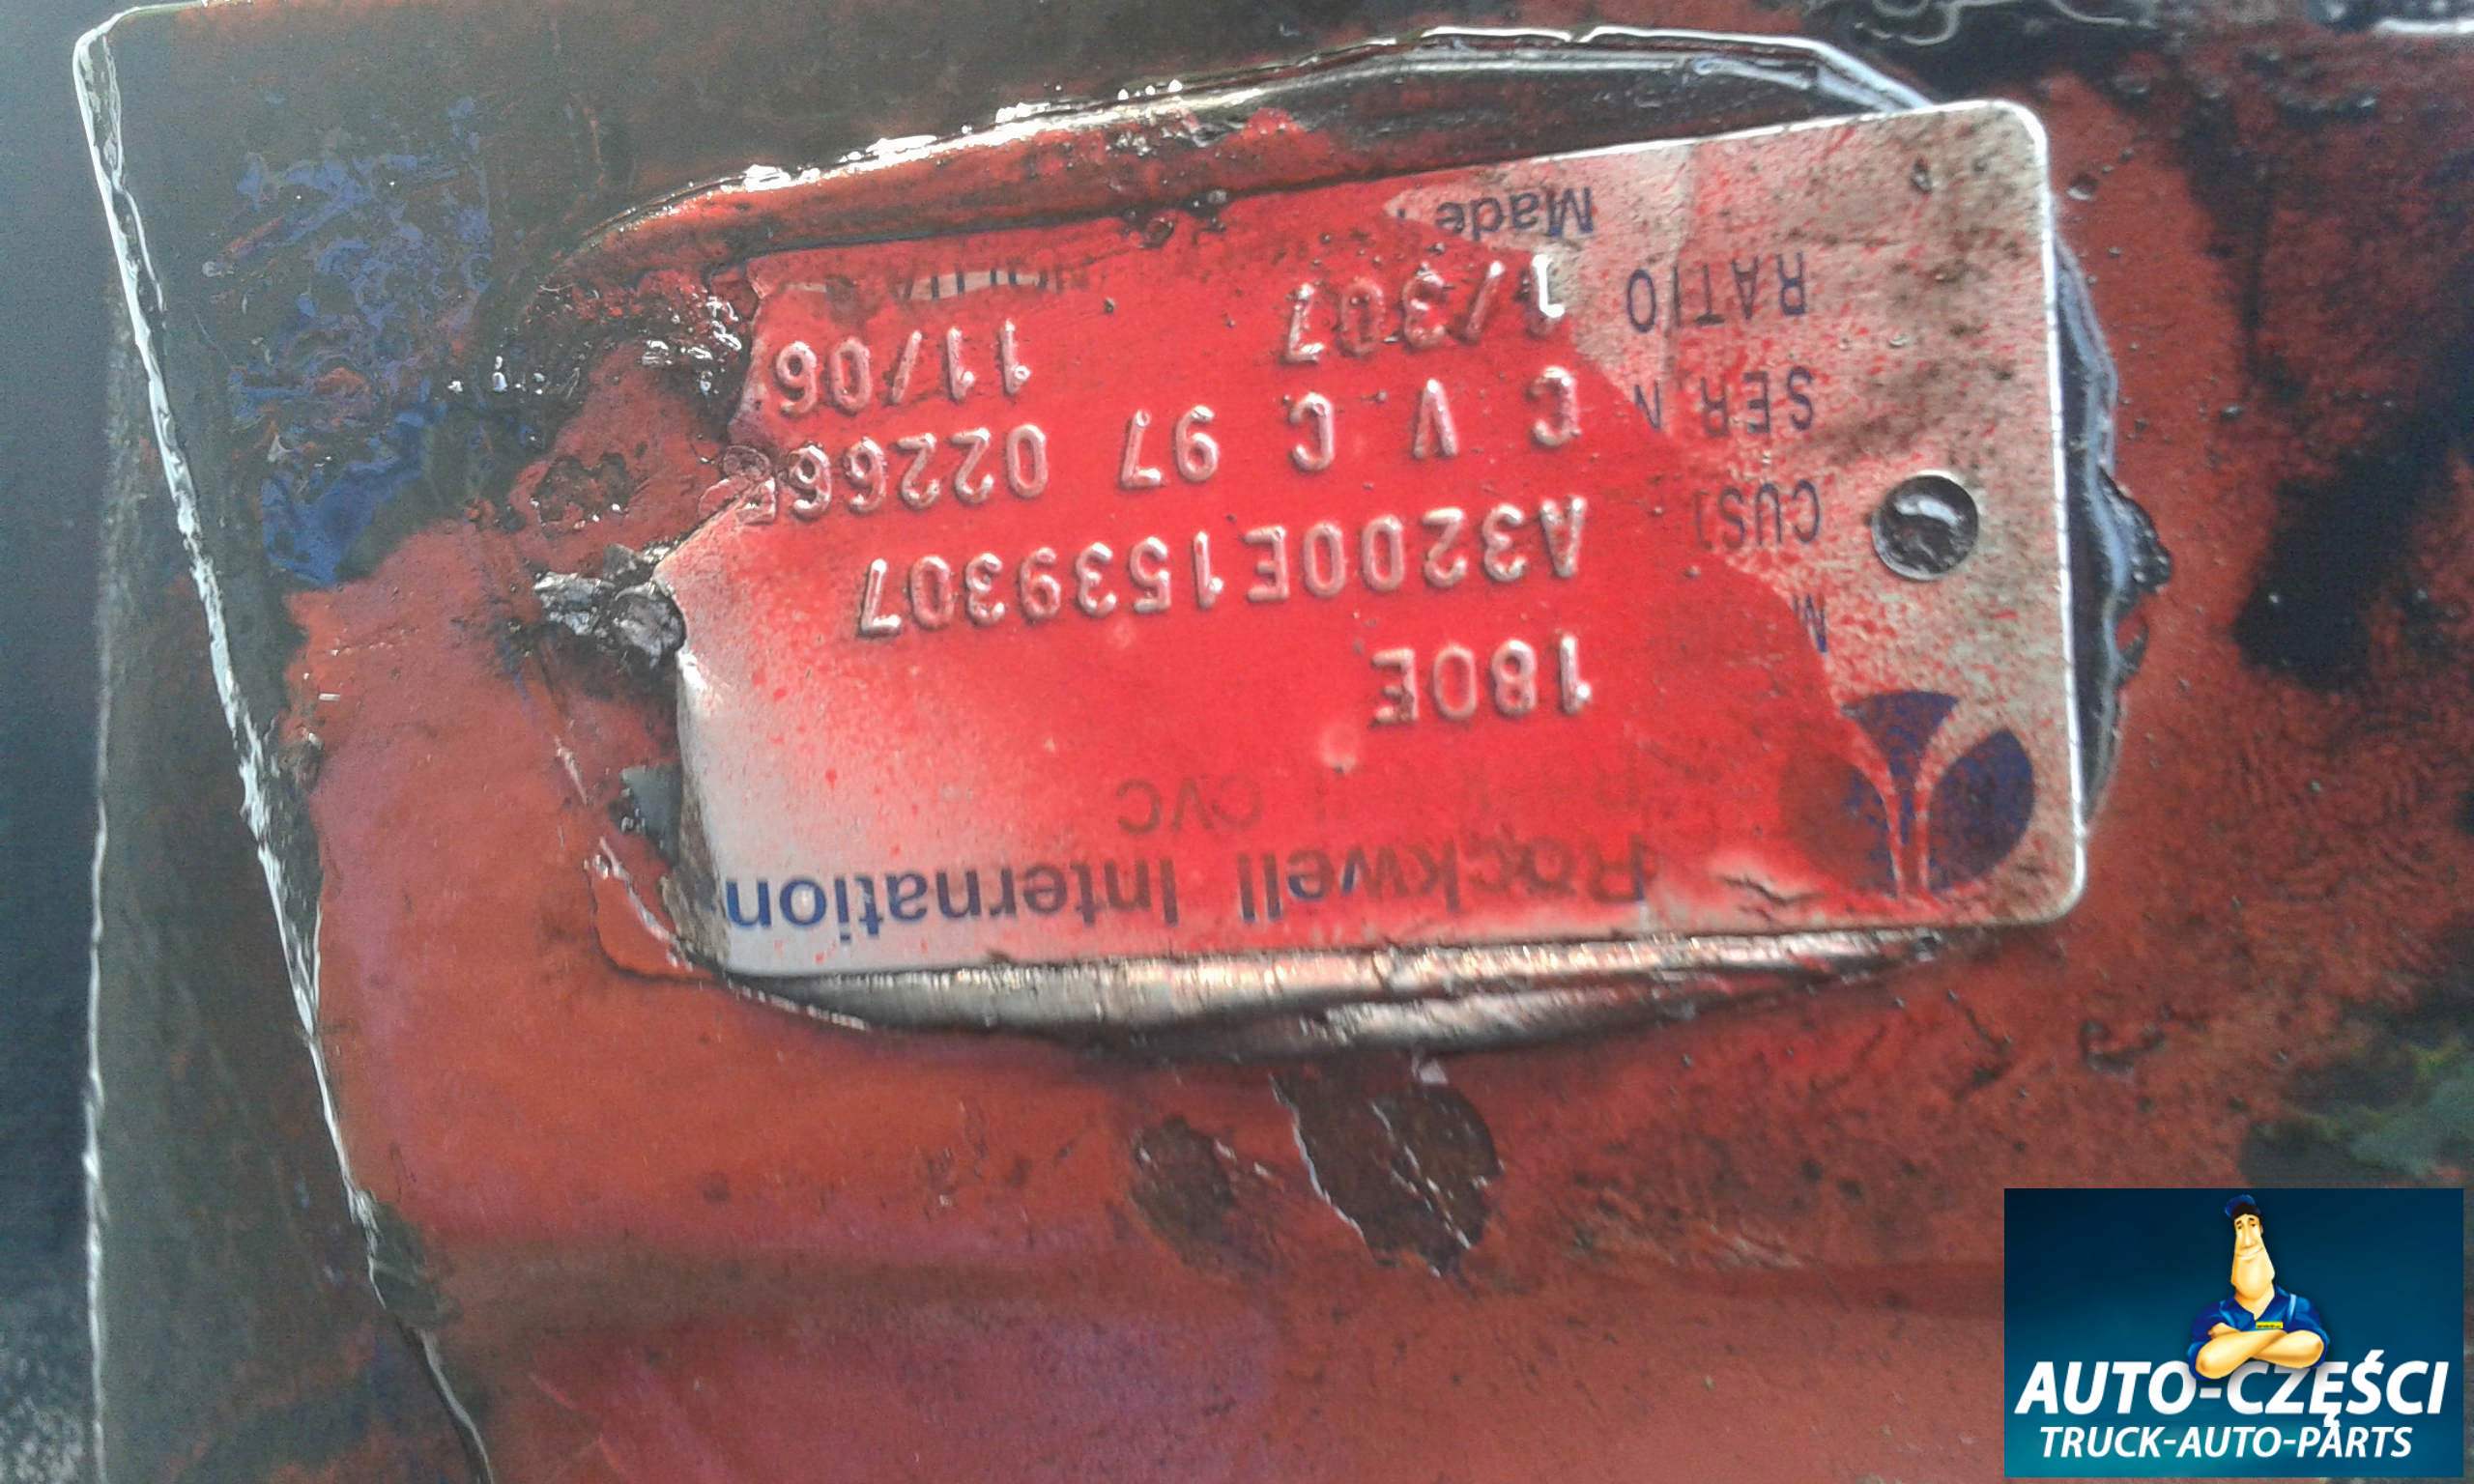 Rockwell Internation
CVC
M
180E
CUST
A3200E1539307
SER N
C V C 97 02266
RATIO
1/307
11/06
Made
AUTO-CZĘŚCI
TRUCK-AUTO-PARTS